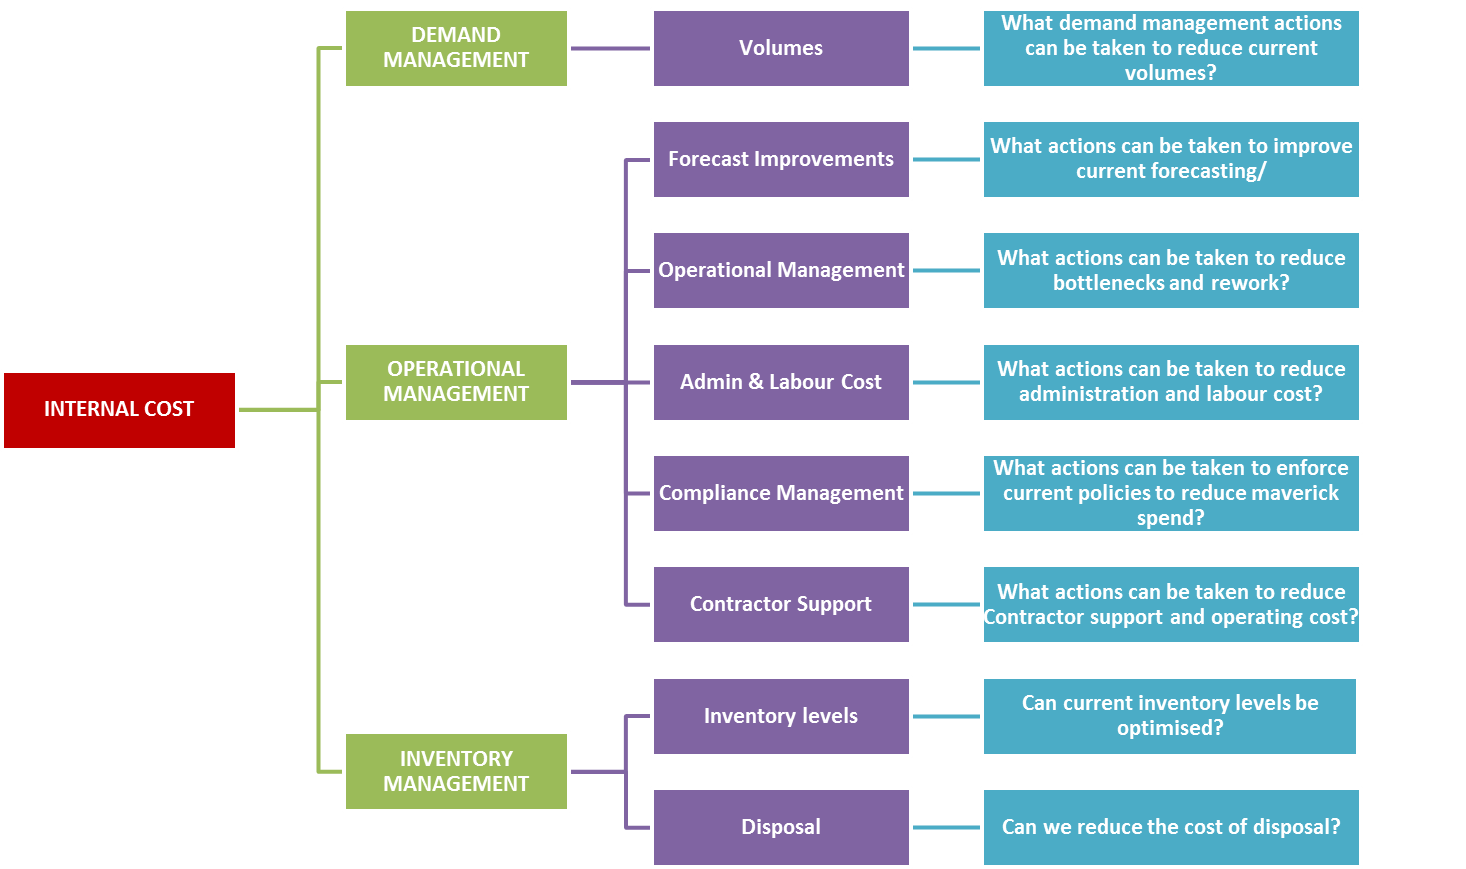 DEMAND
MANAGEMENT
Volumes
What demand management actions
can be taken to reduce current
volumes?
Forecast Improvements
What actions can be taken to improve
current forecasting/
Operational Management
What actions can be taken to reduce
bottlenecks and rework?
INTERNAL COST
OPERATIONAL
MANAGEMENT
Admin & Labour Cost
What actions can be taken to reduce
administration and labour cost?
Compliance Management
What actions can be taken to enforce
current policies to reduce maverick
spend?
Contractor Support
What actions can be taken to reduce
Contractor support and operating cost?
INVENTORY
MANAGEMENT
Inventory levels
Can current inventory levels be
optimised?
Disposal
Can we reduce the cost of disposal?